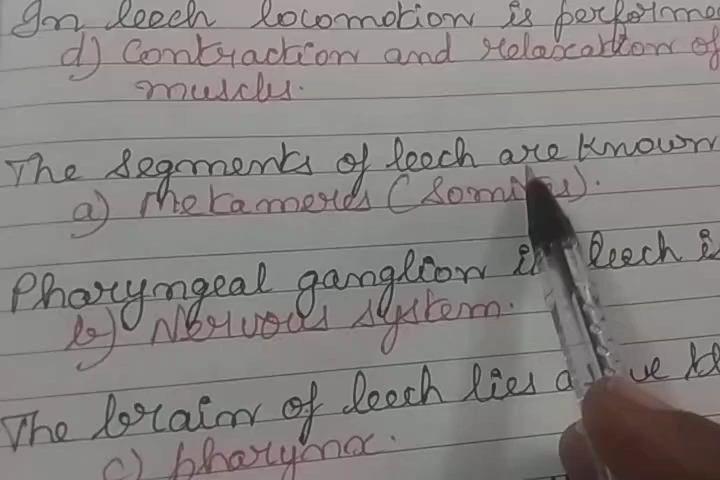 In leech locomotion is performe
d) Contraction and relaxation of
muscles.
The segments of leech are known
a) Metameres (Somites).
Pharyngeal ganglion in leech i
b) Nervous system.
The brain of leech lies
c) pharynx.